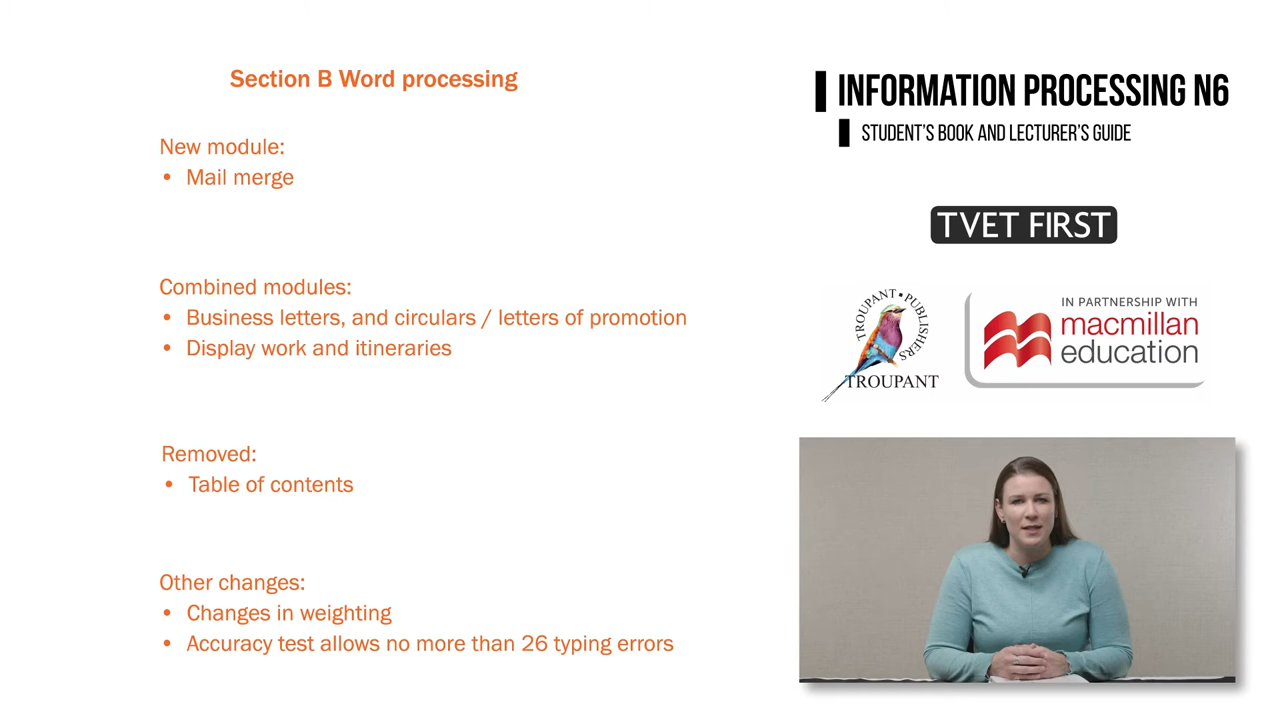 Section B Word processing
New module:
• Mail merge
Combined modules:
• Business letters, and circulars / letters of promotion
• Display work and itineraries
Removed:
• Table of contents
Other changes:
• Changes in weighting
• Accuracy test allows no more than 26 typing errors
INFORMATION PROCESSING N6
STUDENT'S BOOK AND LECTURER'S GUIDE
TVET FIRST
TROUPANT • PUBLISHERS
TROUPANT
IN PARTNERSHIP WITH
macmillan
education